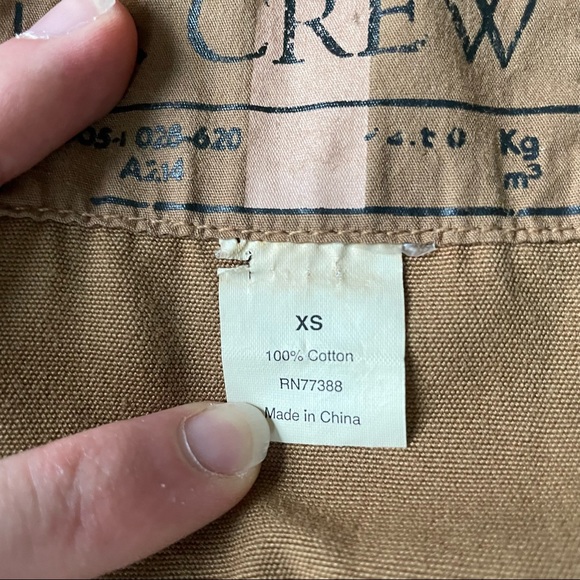 CREW
028-620
Kg
A214
m³
XS
100% Cotton
RN77388
Made in China